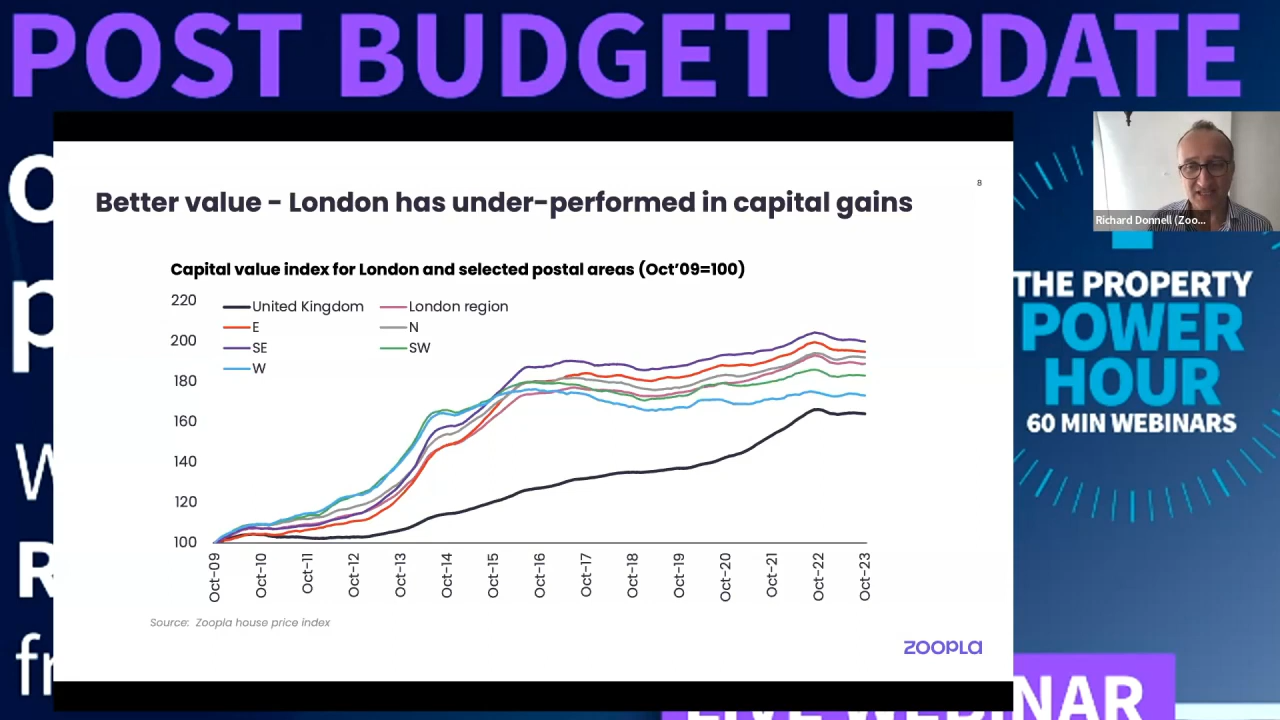 POST BUDGET UPDATE
8
Better value - London has under-performed in capital gains
Richard Donnell (Zoo...
Capital value index for London and selected postal areas (Oct'09=100)
THE PROPERTY
POWER
HOUR
60 MIN WEBINARS
220
200
180
160
140
120
100
United Kingdom
London region
E
N
SE
SW
W
Oct-09
Oct-10
Oct-11
Oct-12
Oct-13
Oct-14
Oct-15
Oct-16
Oct-17
Oct-18
Oct-19
Oct-20
Oct-21
Oct-22
Oct-23
Source: Zoopla house price index
ZOOPLA